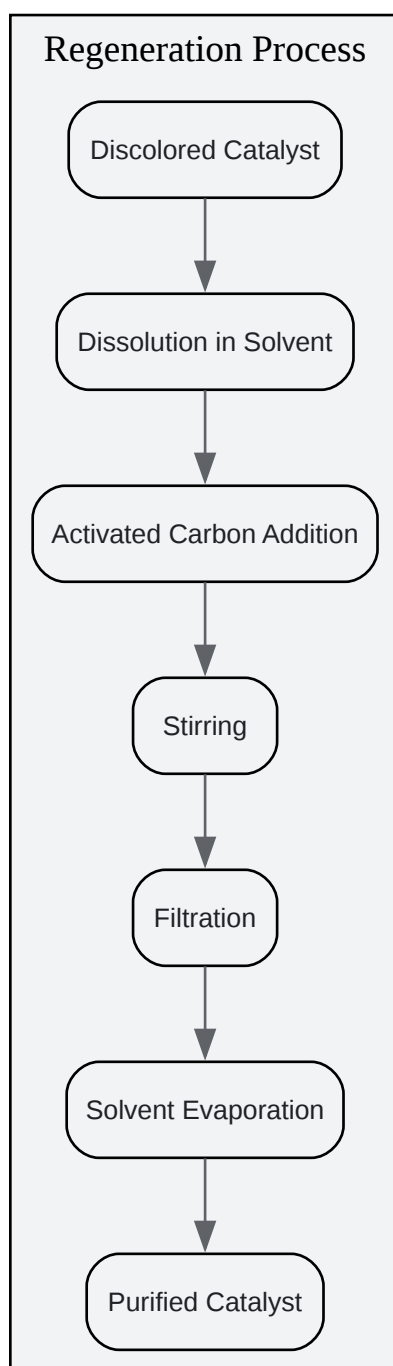 Regeneration Process
Discolored Catalyst
Dissolution in Solvent
Activated Carbon Addition
Stirring
Filtration
Solvent Evaporation
Purified Catalyst